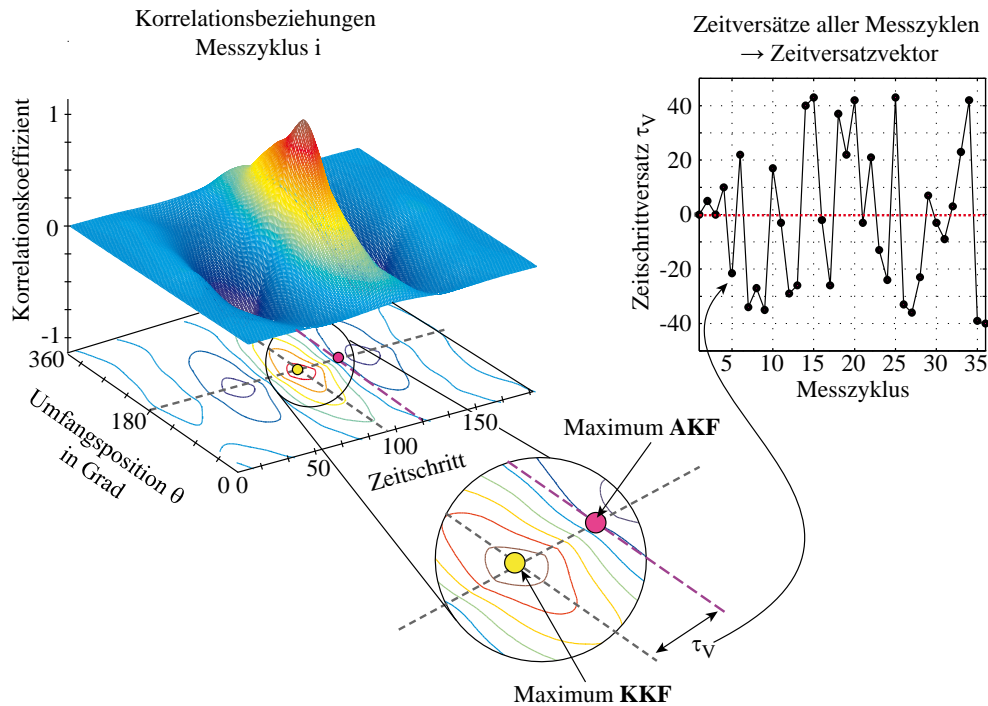 Korrelationsbeziehungen
Messzyklus i
Korrelationskoeffizient
1
0
-1
360
180
0
Umfangsposition θ
in Grad
0
50
100
150
Zeitschritt
Zeitversätze aller Messzyklen
→ Zeitversatzvektor
Zeitschrittversatz τV
40
20
0
-20
-40
5
10
15
20
25
30
35
Messzyklus
Maximum AKF
τV
Maximum KKF